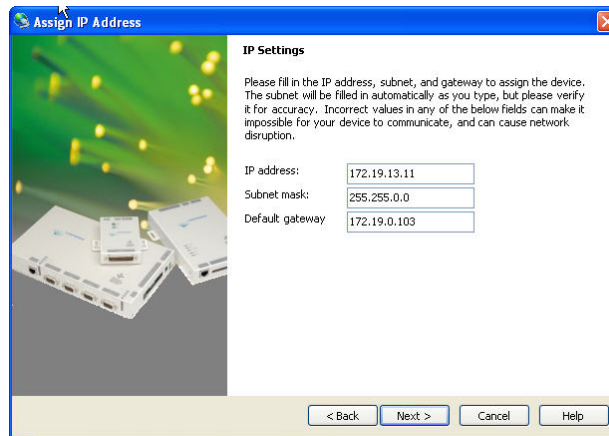 Assign IP Address
IP Settings
Please fill in the IP address, subnet, and gateway to assign the device.
The subnet will be filled in automatically as you type, but please verify
it for accuracy. Incorrect values in any of the below fields can make it
impossible for your device to communicate, and can cause network
disruption.
IP address: 172.19.13.11
Subnet mask: 255.255.0.0
Default gateway 172.19.0.103
< Back Next > Cancel Help